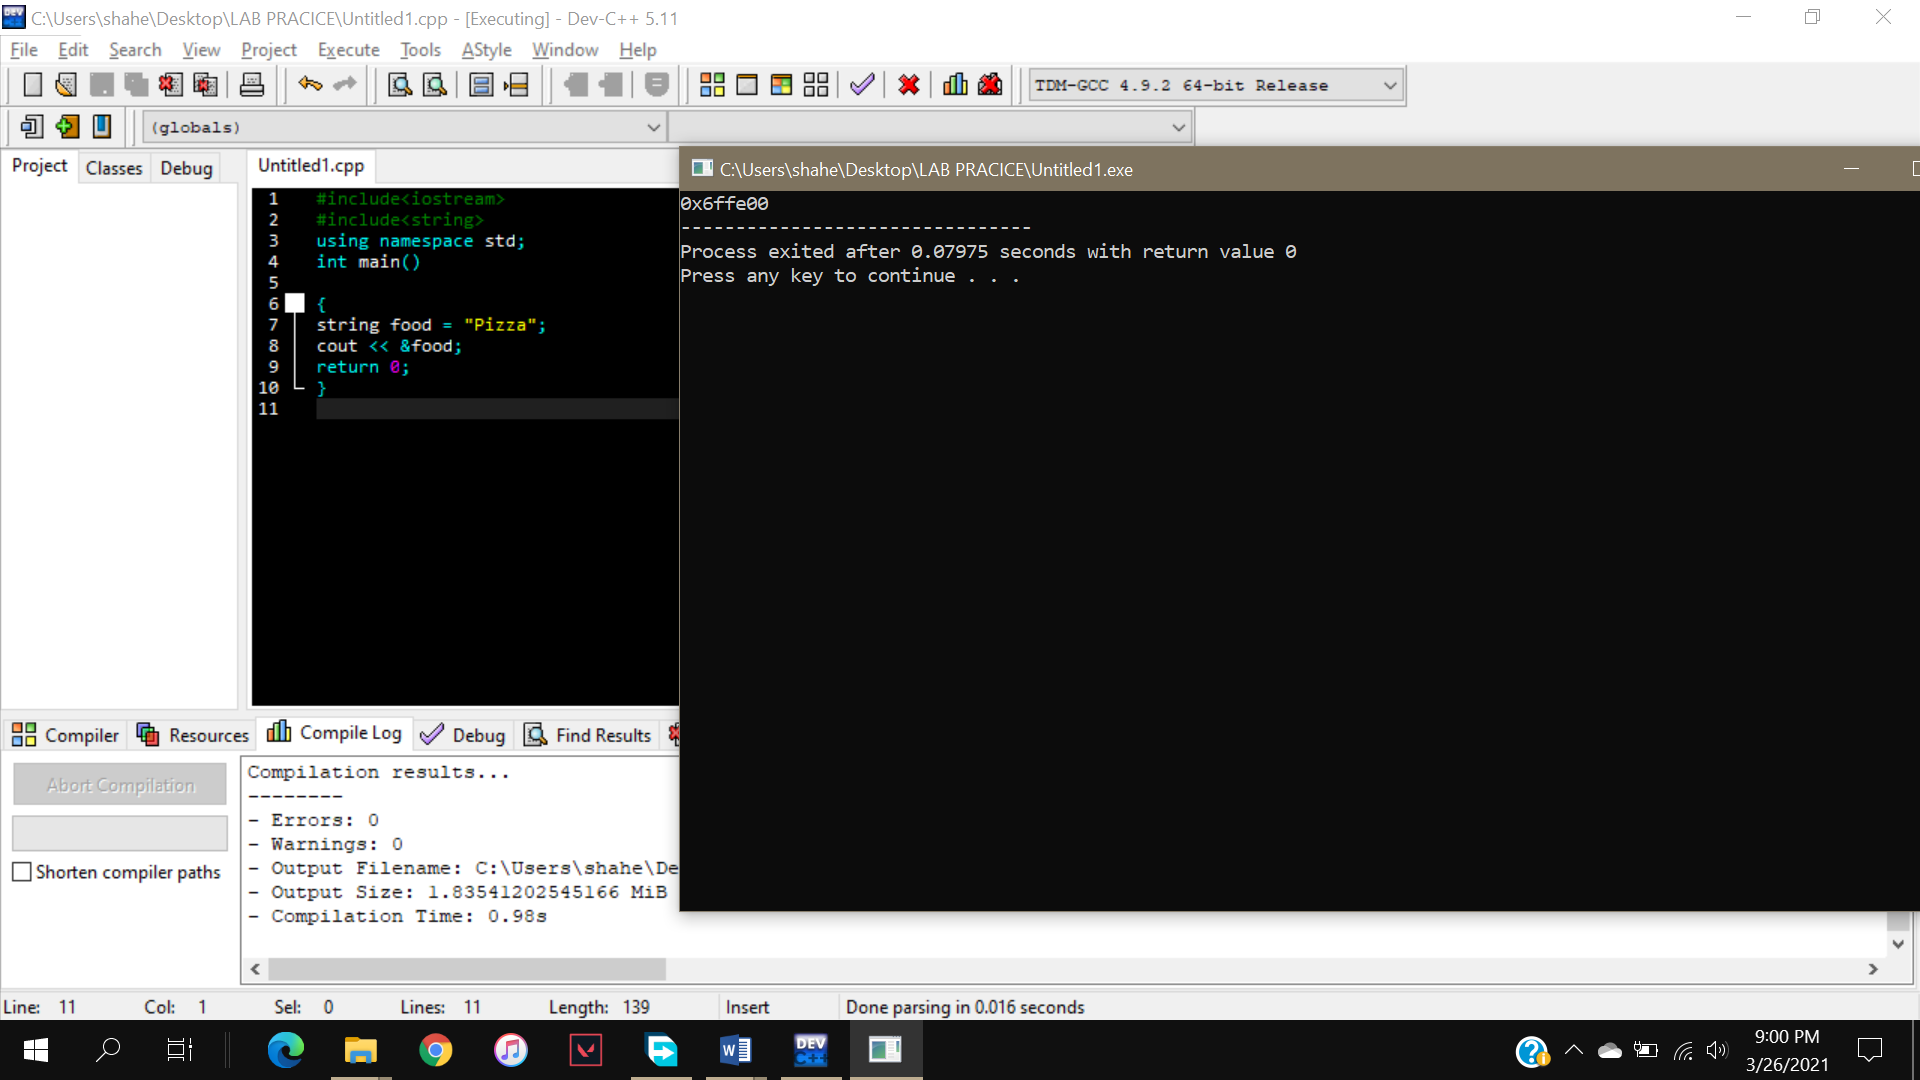 C:\Users\shahe\Desktop\LAB PRACICE\Untitled1.cpp - [Executing] - Dev-C++ 5.11
File Edit Search View Project Execute Tools AStyle Window Help
TDM-GCC 4.9.2 64-bit Release
(globals)
Project Classes Debug
Untitled1.cpp
1 #include<iostream>
2 #include<string>
3 using namespace std;
4 int main()
5
6 {
7 string food = "Pizza";
8 cout << &food;
9 return 0;
10 }
11
C:\Users\shahe\Desktop\LAB PRACICE\Untitled1.exe
0x6ffe00
--------------------------------
Process exited after 0.07975 seconds with return value 0
Press any key to continue . . .
Compiler Resources Compile Log Debug Find Results
Abort Compilation
Shorten compiler paths
Compilation results...
--------
- Errors: 0
- Warnings: 0
- Output Filename: C:\Users\shahe\De
- Output Size: 1.83541202545166 MiB
- Compilation Time: 0.98s
Line: 11 Col: 1 Sel: 0 Lines: 11 Length: 139 Insert Done parsing in 0.016 seconds
DEV C++
9:00 PM
3/26/2021